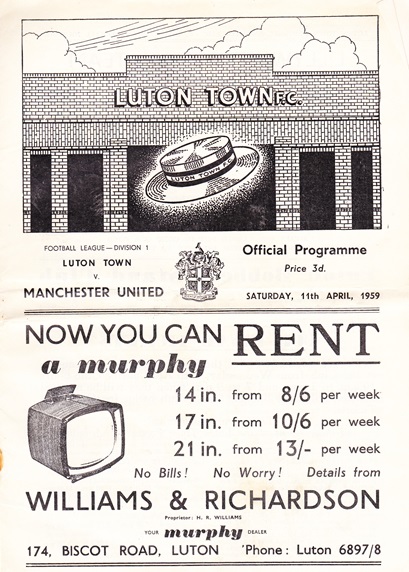 LUTON TOWN F.C.
LUTON TOWN F.C.
FOOTBALL LEAGUE — DIVISION 1
LUTON TOWN
v.
MANCHESTER UNITED
Official Programme
Price 3d.
SATURDAY, 11th APRIL, 1959
NOW YOU CAN RENT
a murphy
14 in. from 8/6 per week
17 in. from 10/6 per week
21 in. from 13/- per week
No Bills! No Worry! Details from
WILLIAMS & RICHARDSON
Proprietor: H. R. WILLIAMS
YOUR murphy DEALER
174, BISCOT ROAD, LUTON 'Phone: Luton 6897/8